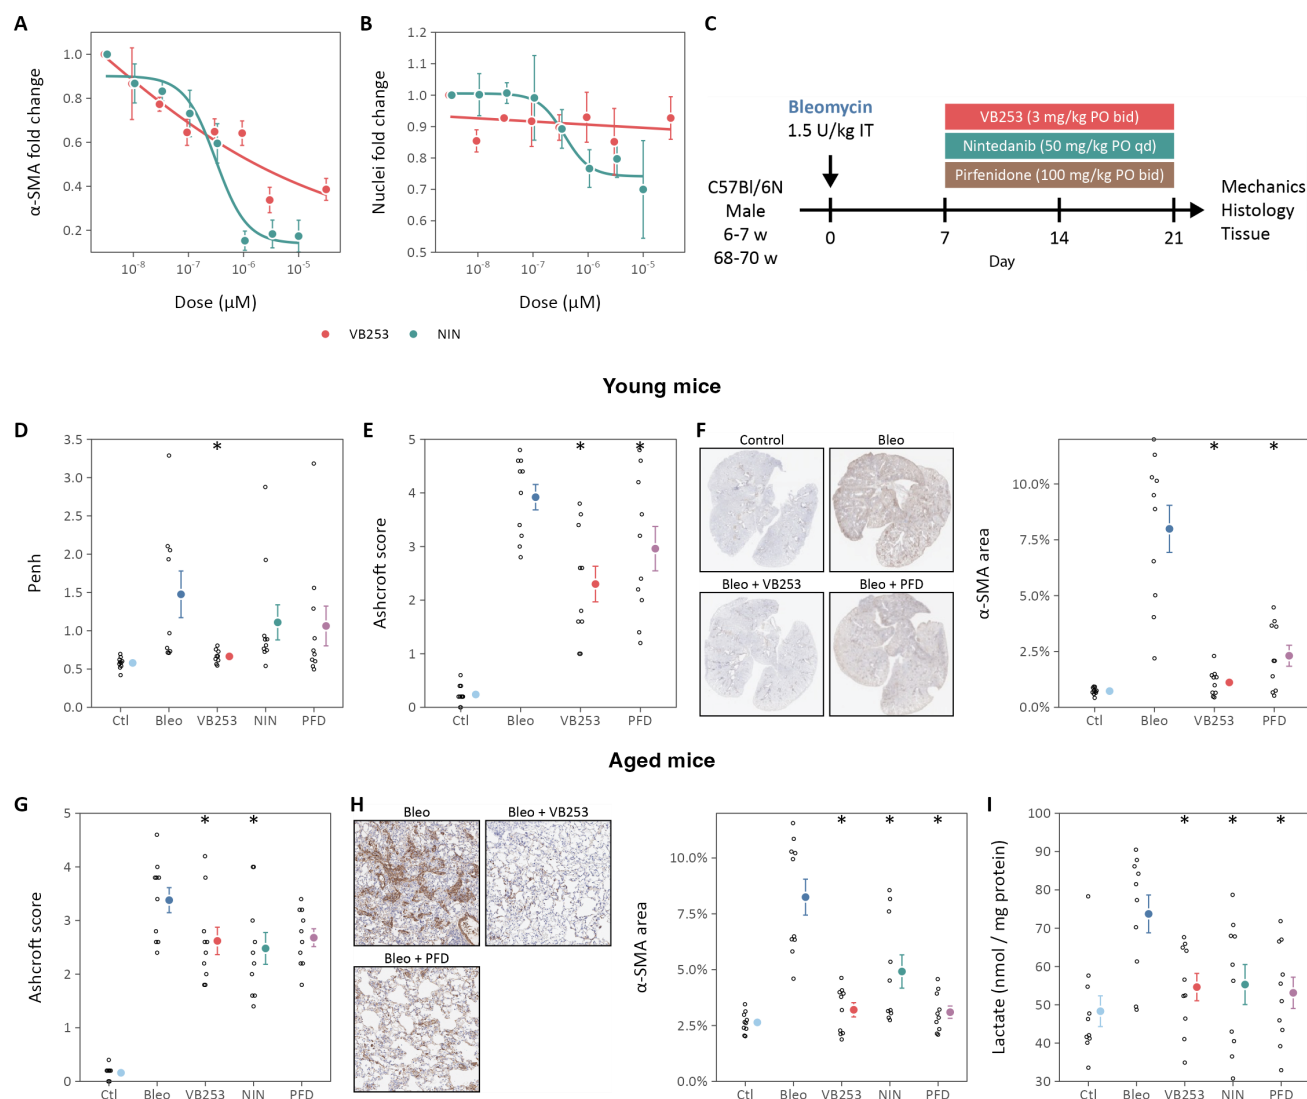 A
α-SMA fold change
1.0
0.8
0.6
0.4
0.2
10-8
10-7
10-6
10-5
Dose (μM)
B
Nuclei fold change
1.2
1.1
1.0
0.9
0.8
0.7
0.6
0.5
10-8
10-7
10-6
10-5
Dose (μM)
VB253
NIN
C
Bleomycin
1.5 U/kg IT
VB253 (3 mg/kg PO bid)
Nintedanib (50 mg/kg PO qd)
Pirfenidone (100 mg/kg PO bid)
C57Bl/6N
Male
6-7 w
68-70 w
0
7
14
21
Day
Mechanics
Histology
Tissue
Young mice
D
Penh
3.5
3.0
2.5
2.0
1.5
1.0
0.5
0.0
*
Ctl
Bleo
VB253
NIN
PFD
E
Ashcroft score
5
4
3
2
1
0
*
*
Ctl
Bleo
VB253
PFD
F
Control
Bleo
Bleo + VB253
Bleo + PFD
α-SMA area
10.0%
7.5%
5.0%
2.5%
0.0%
*
*
Ctl
Bleo
VB253
PFD
Aged mice
G
Ashcroft score
5
4
3
2
1
0
*
*
Ctl
Bleo
VB253
NIN
PFD
H
Bleo
Bleo + VB253
Bleo + PFD
α-SMA area
10.0%
7.5%
5.0%
2.5%
0.0%
*
*
*
Ctl
Bleo
VB253
NIN
PFD
I
Lactate (nmol / mg protein)
100
90
80
70
60
50
40
30
*
*
*
Ctl
Bleo
VB253
NIN
PFD